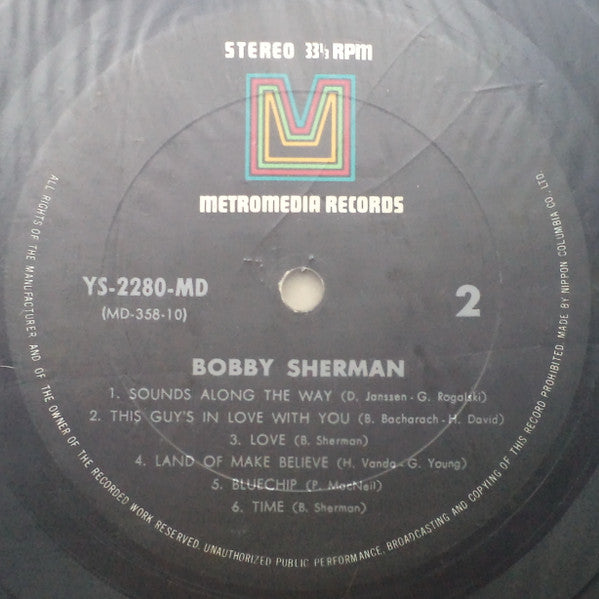 STEREO 33⅓ RPM
METROMEDIA RECORDS
YS-2280-MD
(MD-358-10)
2
BOBBY SHERMAN
1. SOUNDS ALONG THE WAY (D. Janssen - G. Rogalski)
2. THIS GUY'S IN LOVE WITH YOU (B. Bacharach - H. David)
3. LOVE (B. Sherman)
4. LAND OF MAKE BELIEVE (H. Vanda - G. Young)
5. BLUECHIP (P. MacNeil)
6. TIME (B. Sherman)
ALL RIGHTS OF THE MANUFACTURER AND OF THE OWNER OF THE RECORDED WORK RESERVED. UNAUTHORIZED PUBLIC PERFORMANCE, BROADCASTING AND COPYING OF THIS RECORD PROHIBITED. MADE BY NIPPON COLUMBIA CO., LTD.